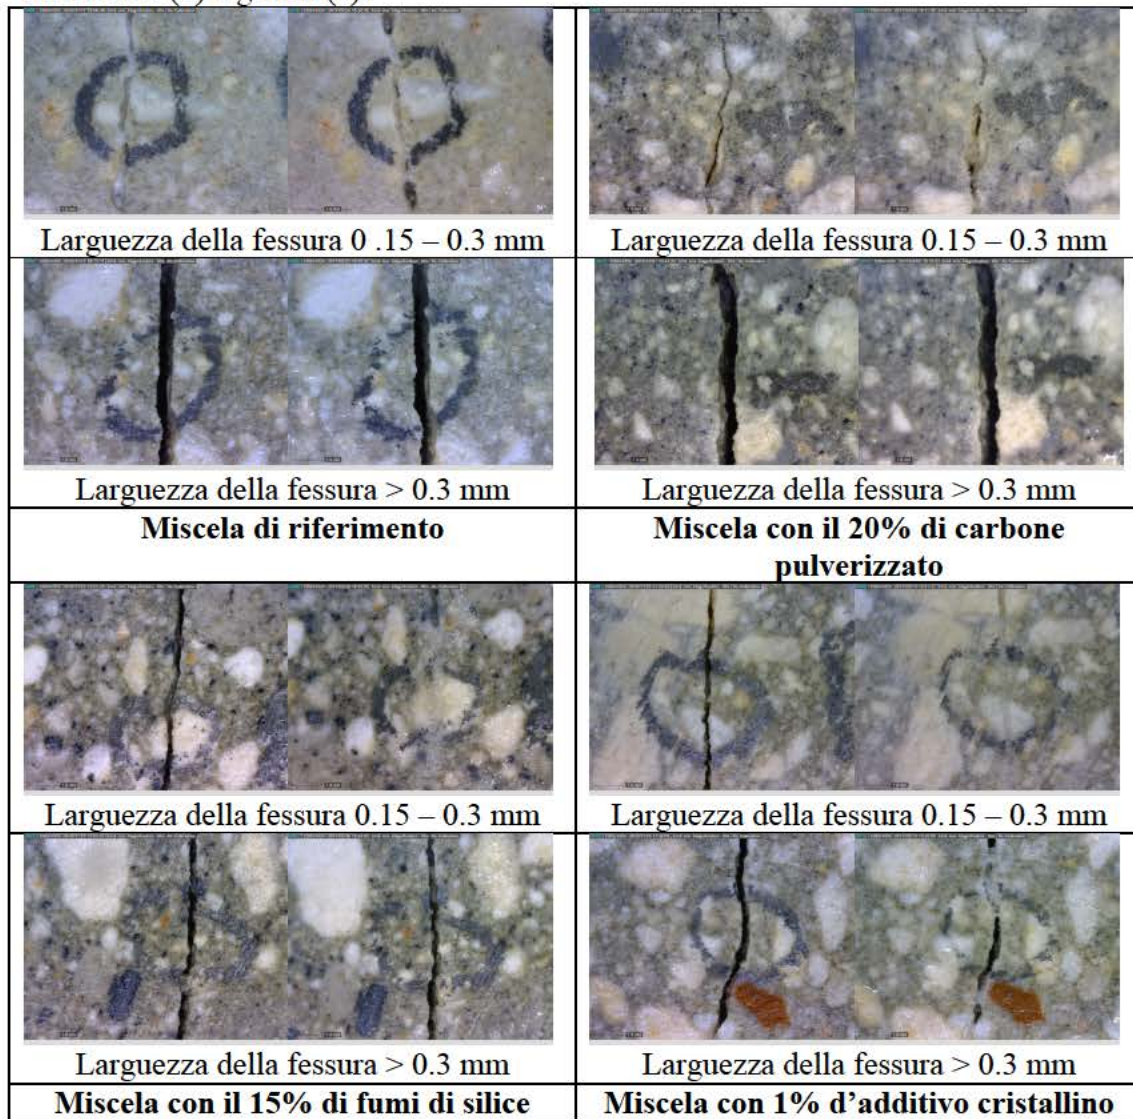 Larguezza della fessura 0 .15 – 0.3 mm
Larguezza della fessura 0.15 – 0.3 mm
Larguezza della fessura > 0.3 mm
Larguezza della fessura > 0.3 mm
Miscela di riferimento
Miscela con il 20% di carbone
pulverizzato
Larguezza della fessura 0.15 – 0.3 mm
Larguezza della fessura 0.15 – 0.3 mm
Larguezza della fessura > 0.3 mm
Larguezza della fessura > 0.3 mm
Miscela con il 15% di fumi di silice
Miscela con 1% d’additivo cristallino